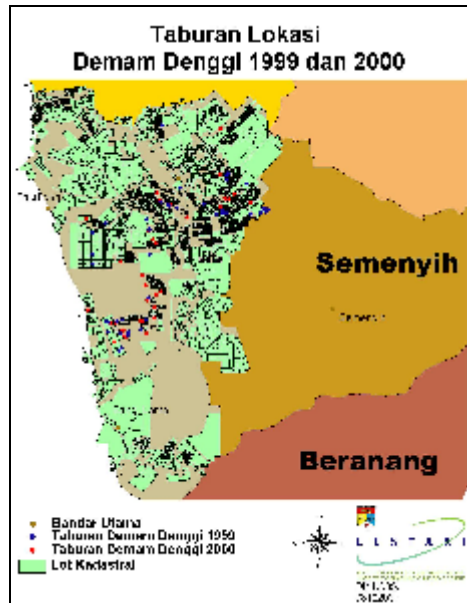 Taburan Lokasi
Demam Denggi 1999 dan 2000
Semenyih
Semenyih
Beranang
Bandar Utama
Taburan Demam Denggi 1999
Taburan Demam Denggi 2000
Lot Kadastral
L E S T A R I